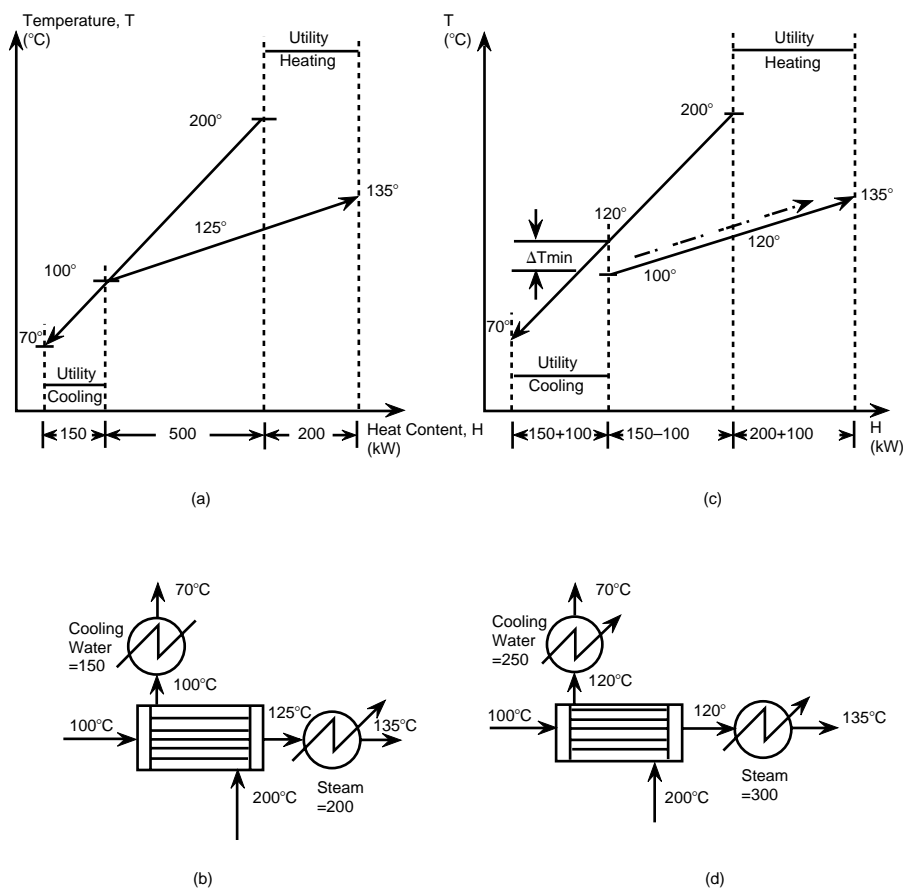 Temperature, T
(°C)
Utility
Heating
200°
135°
125°
100°
70°
Utility
Cooling
150
500
200
Heat Content, H
(kW)
(a)
T
(°C)
Utility
Heating
200°
135°
120°
120°
ΔTmin
100°
70°
Utility
Cooling
150+100
150–100
200+100
H
(kW)
(c)
70°C
Cooling
Water
=150
100°C
100°C
125°C
135°C
Steam
=200
200°C
(b)
70°C
Cooling
Water
=250
120°C
100°C
120°
135°C
Steam
=300
200°C
(d)